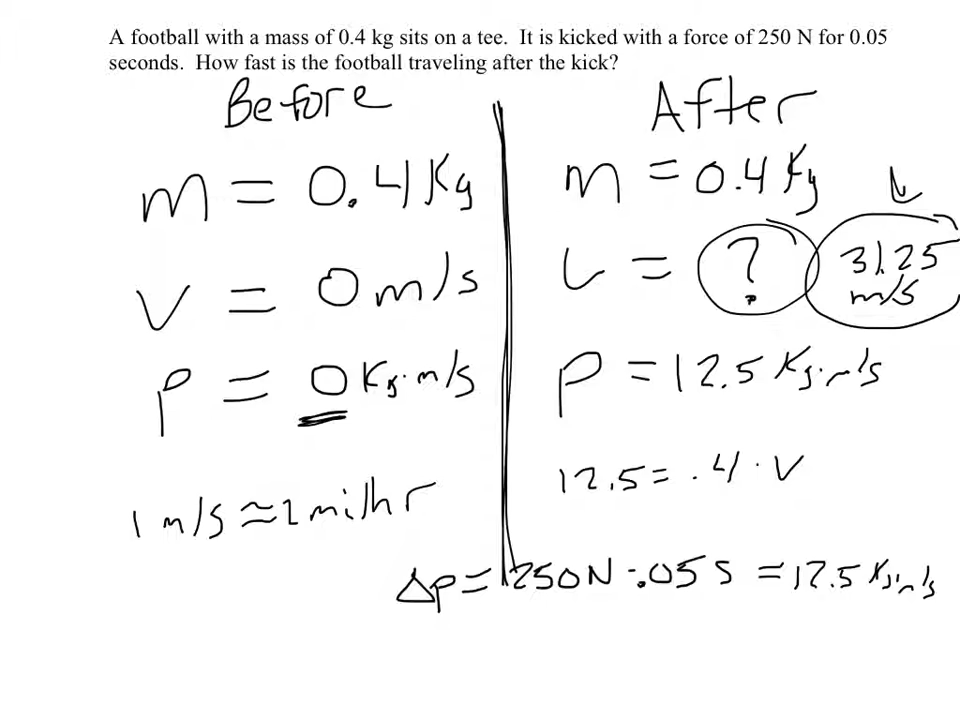 A football with a mass of 0.4 kg sits on a tee. It is kicked with a force of 250 N for 0.05
seconds. How fast is the football traveling after the kick?
Before
m = 0.4 Kg
v = 0 m/s
p = 0 Kg·m/s
1 m/s ≈ 2 mi/hr
After
m = 0.4 Kg
v = ? 31.25
m/s
p = 12.5 Kg·m/s
12.5 = .4 · v
Δp = 250N · .05 s = 12.5 Kg·m/s